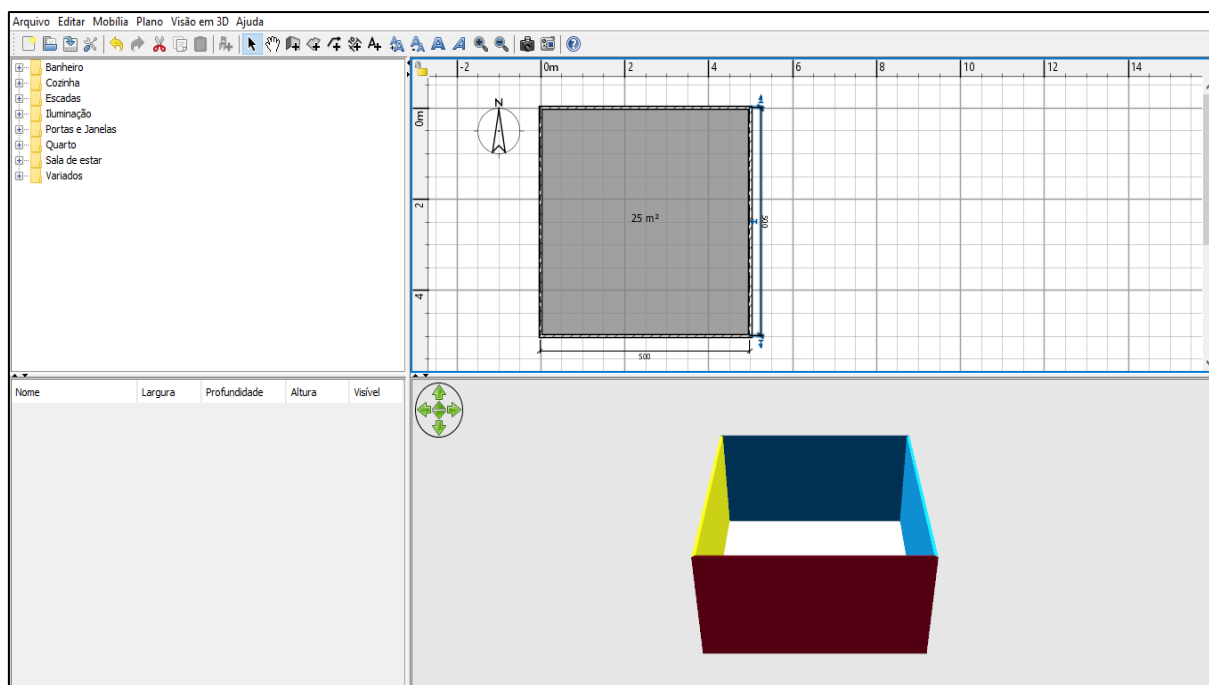 Arquivo Editar Mobília Plano Visão em 3D Ajuda
Banheiro
Cozinha
Escadas
Iluminação
Portas e Janelas
Quarto
Sala de estar
Variados
-2 0m 2 4 6 8 10 12 14
0m
2
4
N
25 m²
500
500
Nome Largura Profundidade Altura Visível